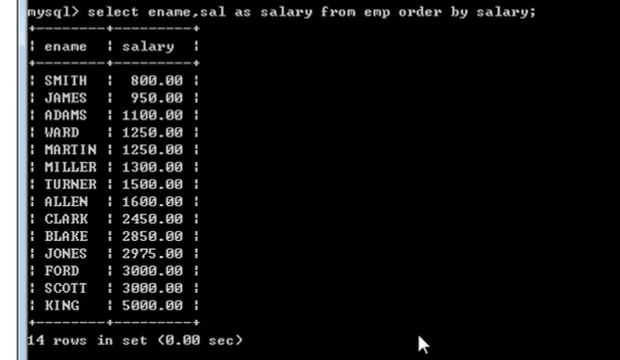 mysql> select ename,sal as salary from emp order by salary;
+--------+---------+
| ename  | salary  |
+--------+---------+
| SMITH  |  800.00 |
| JAMES  |  950.00 |
| ADAMS  | 1100.00 |
| WARD   | 1250.00 |
| MARTIN | 1250.00 |
| MILLER | 1300.00 |
| TURNER | 1500.00 |
| ALLEN  | 1600.00 |
| CLARK  | 2450.00 |
| BLAKE  | 2850.00 |
| JONES  | 2975.00 |
| FORD   | 3000.00 |
| SCOTT  | 3000.00 |
| KING   | 5000.00 |
+--------+---------+
14 rows in set (0.00 sec)